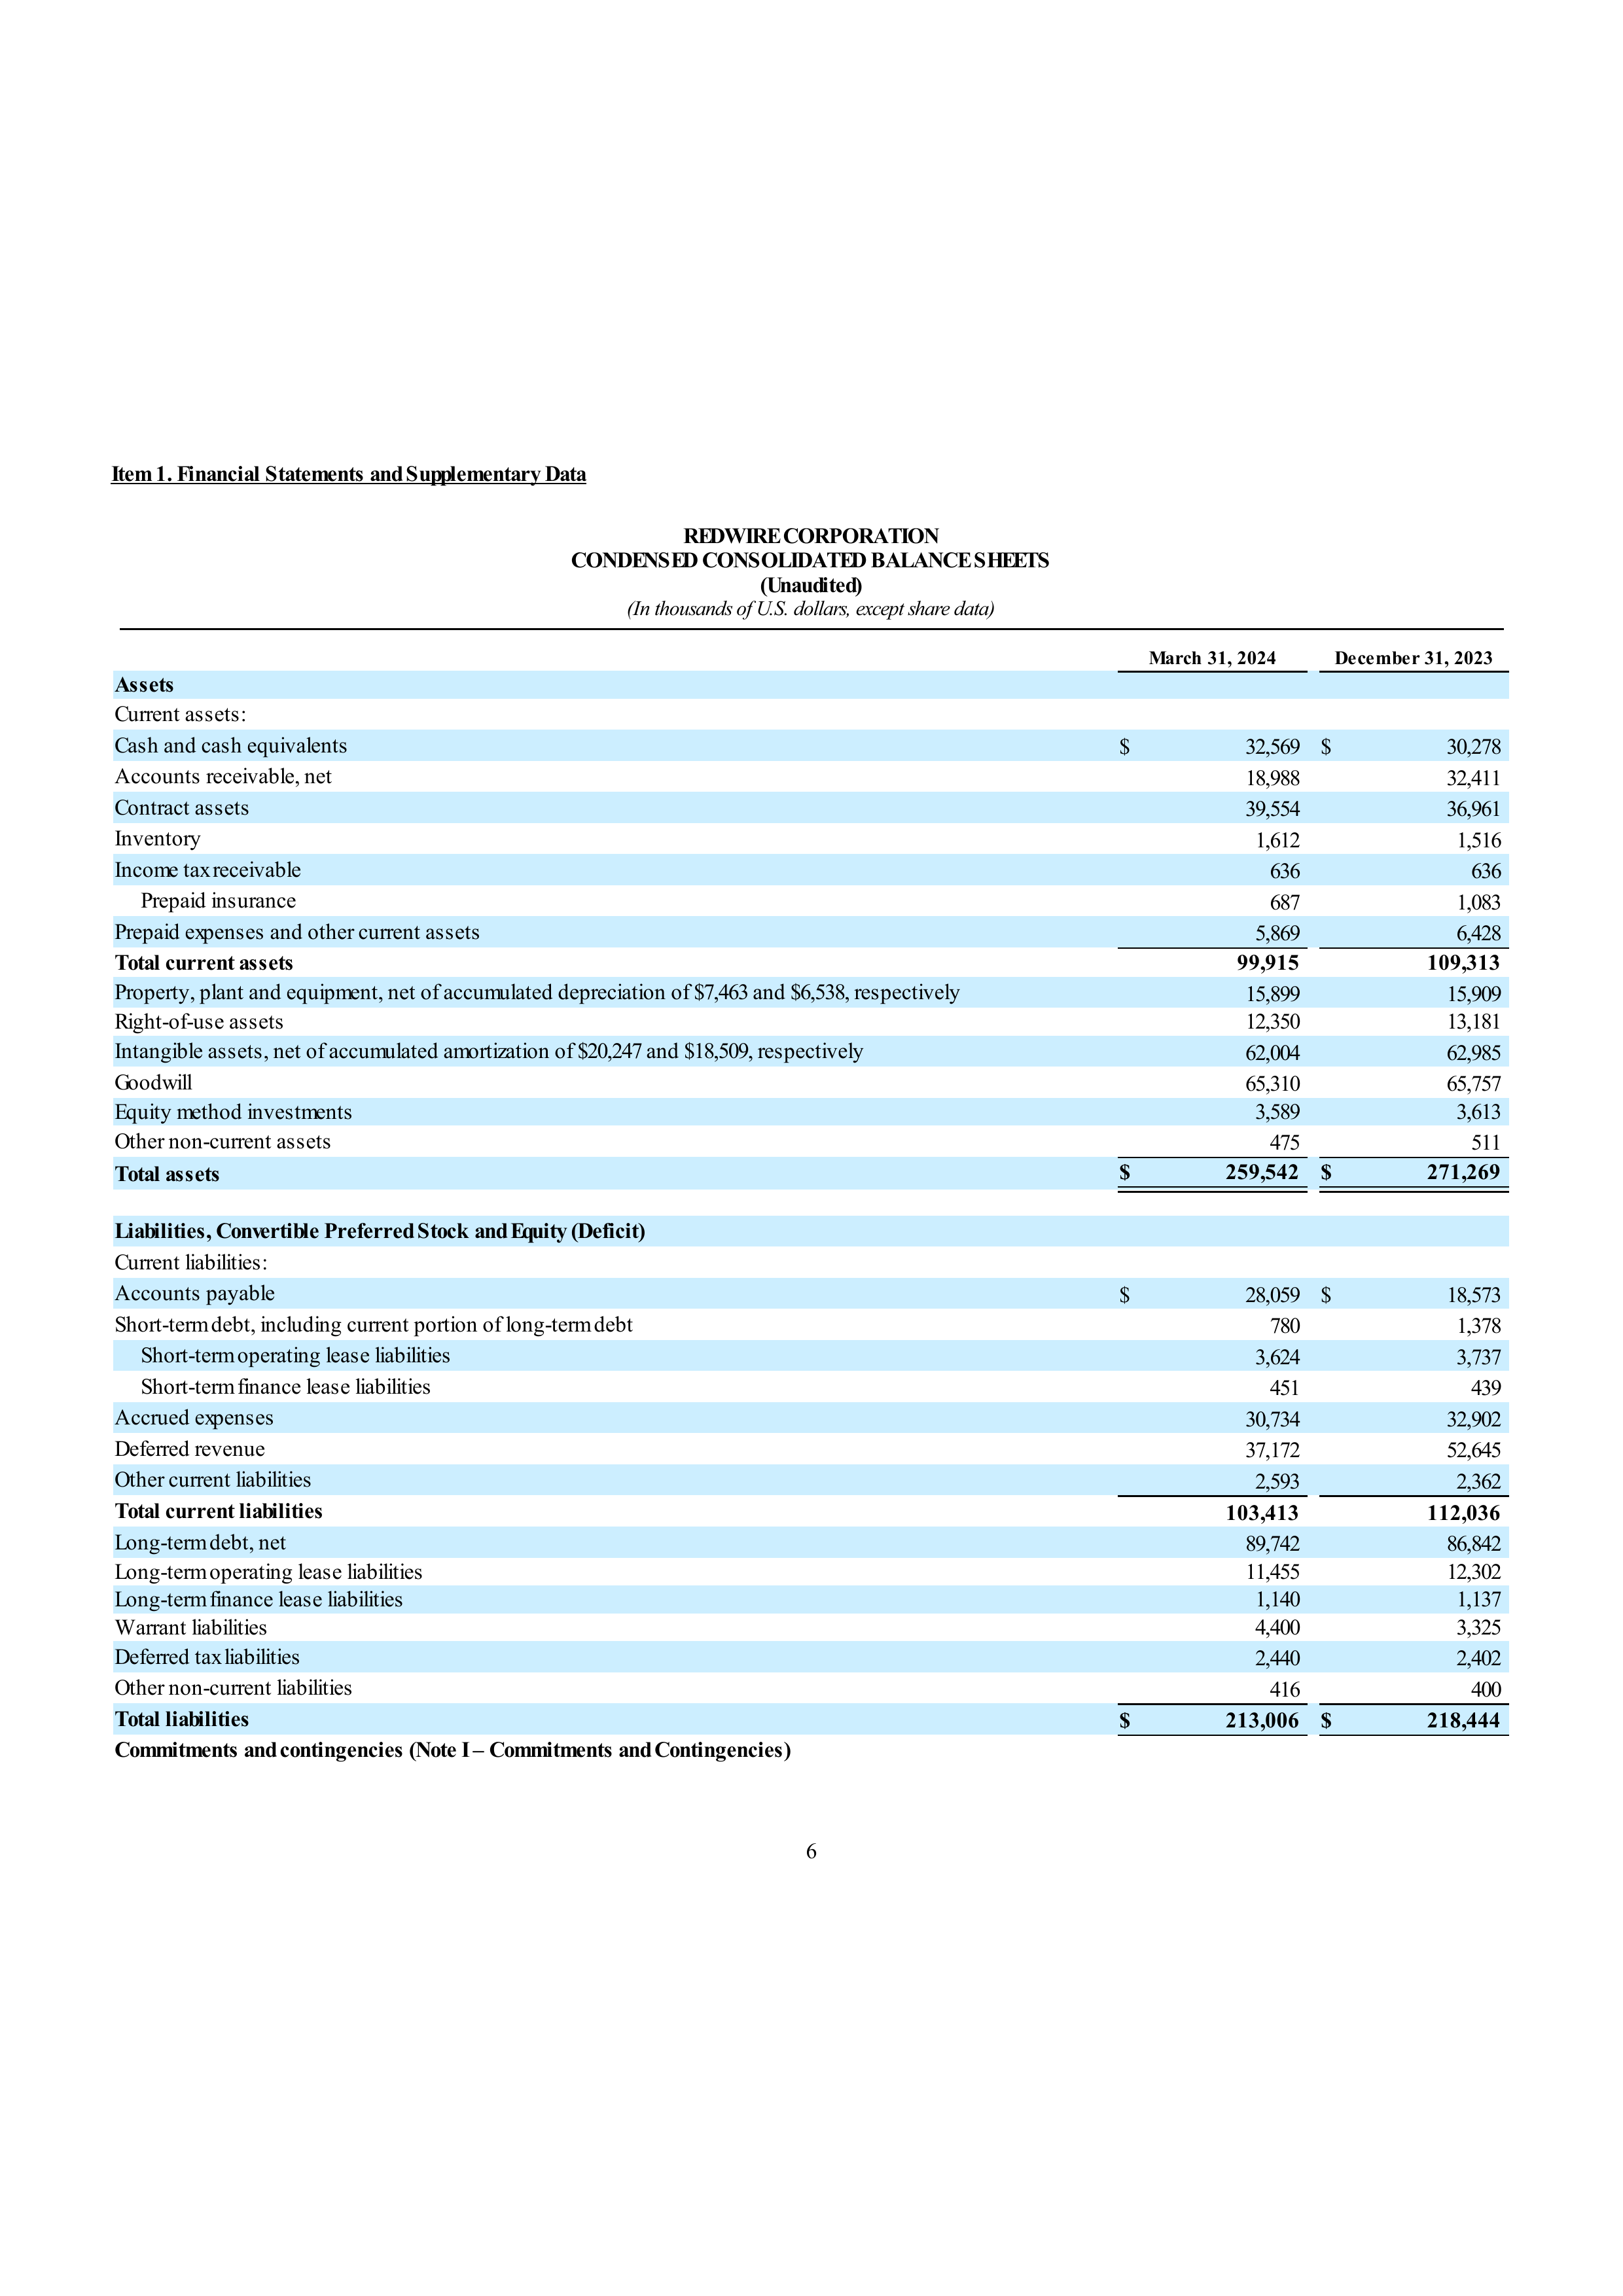 Item 1. Financial Statements and Supplementary Data
REDWIRE CORPORATION
CONDENSED CONSOLIDATED BALANCE SHEETS
(Unaudited)
(In thousands of U.S. dollars, except share data)
March 31, 2024 December 31, 2023
Assets
Current assets:
Cash and cash equivalents $ 32,569 $ 30,278
Accounts receivable, net 18,988 32,411
Contract assets 39,554 36,961
Inventory 1,612 1,516
Income tax receivable 636 636
Prepaid insurance 687 1,083
Prepaid expenses and other current assets 5,869 6,428
Total current assets 99,915 109,313
Property, plant and equipment, net of accumulated depreciation of $7,463 and $6,538, respectively 15,899 15,909
Right-of-use assets 12,350 13,181
Intangible assets, net of accumulated amortization of $20,247 and $18,509, respectively 62,004 62,985
Goodwill 65,310 65,757
Equity method investments 3,589 3,613
Other non-current assets 475 511
Total assets $ 259,542 $ 271,269
Liabilities, Convertible Preferred Stock and Equity (Deficit)
Current liabilities:
Accounts payable $ 28,059 $ 18,573
Short-term debt, including current portion of long-term debt 780 1,378
Short-term operating lease liabilities 3,624 3,737
Short-term finance lease liabilities 451 439
Accrued expenses 30,734 32,902
Deferred revenue 37,172 52,645
Other current liabilities 2,593 2,362
Total current liabilities 103,413 112,036
Long-term debt, net 89,742 86,842
Long-term operating lease liabilities 11,455 12,302
Long-term finance lease liabilities 1,140 1,137
Warrant liabilities 4,400 3,325
Deferred tax liabilities 2,440 2,402
Other non-current liabilities 416 400
Total liabilities $ 213,006 $ 218,444
Commitments and contingencies (Note I – Commitments and Contingencies)
6